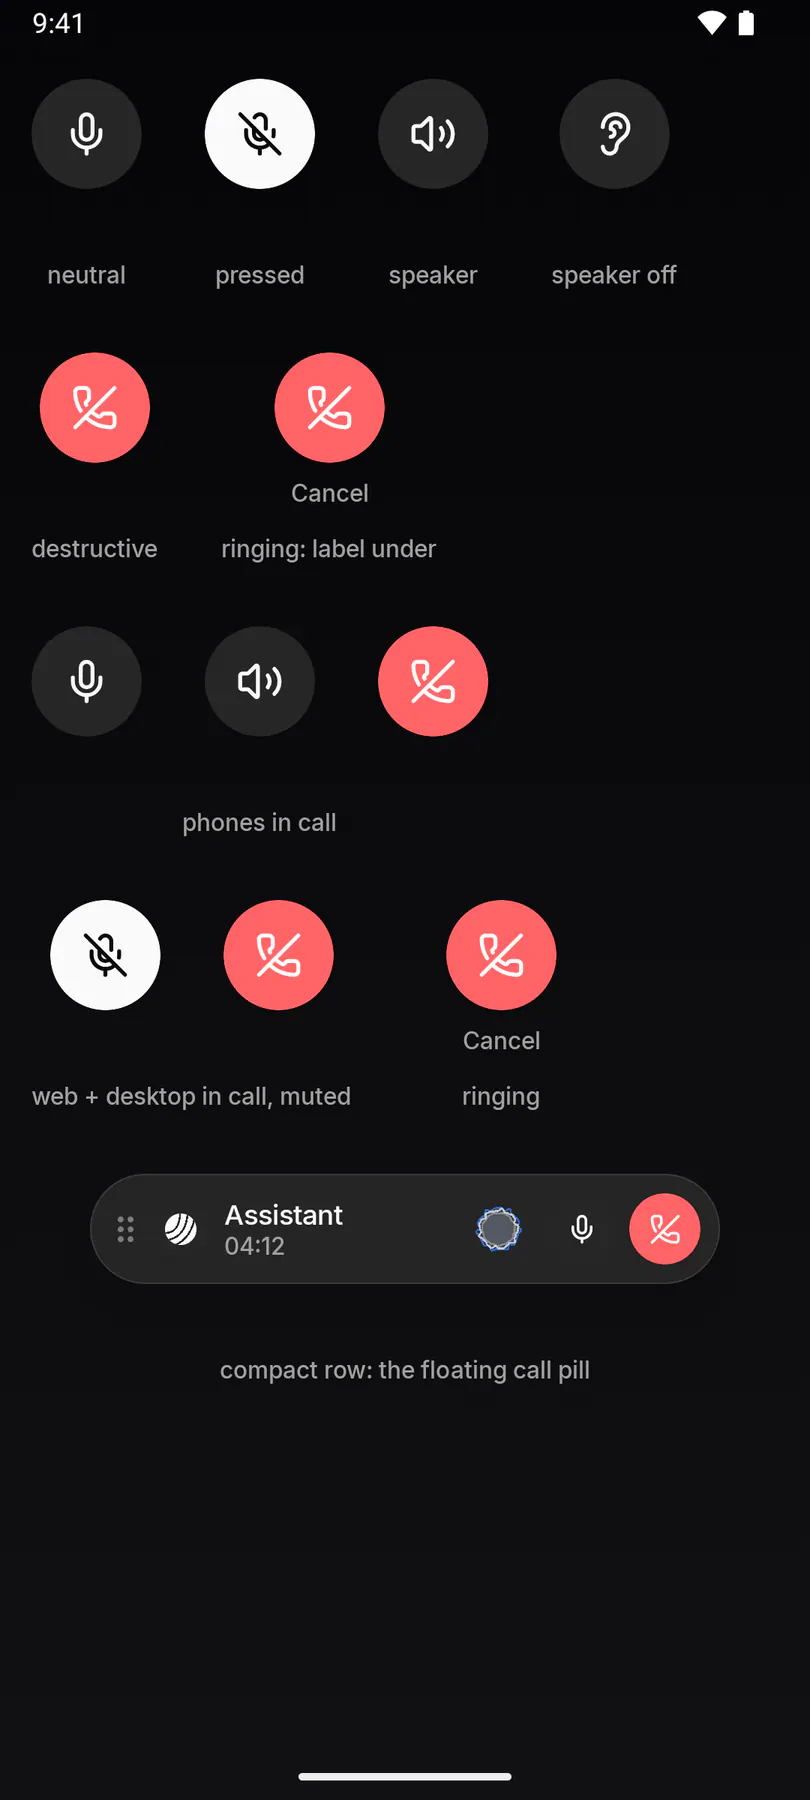 9:41
neutral
pressed
speaker
speaker off
Cancel
destructive
ringing: label under
phones in call
Cancel
web + desktop in call, muted
ringing
Assistant
04:12
compact row: the floating call pill